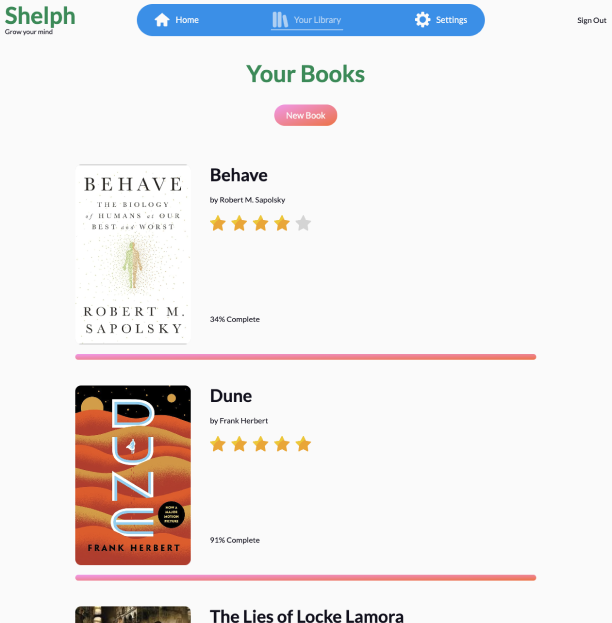 Shelph
Grow your mind
Home
Your Library
Settings
Sign Out
Your Books
New Book
BEHAVE
THE BIOLOGY
of HUMANS at OUR
BEST and WORST
ROBERT M.
SAPOLSKY
Behave
by Robert M. Sapolsky
34% Complete
DUNE
NOW A
MAJOR
MOTION
PICTURE
FRANK HERBERT
Dune
by Frank Herbert
91% Complete
The Lies of Locke Lamora